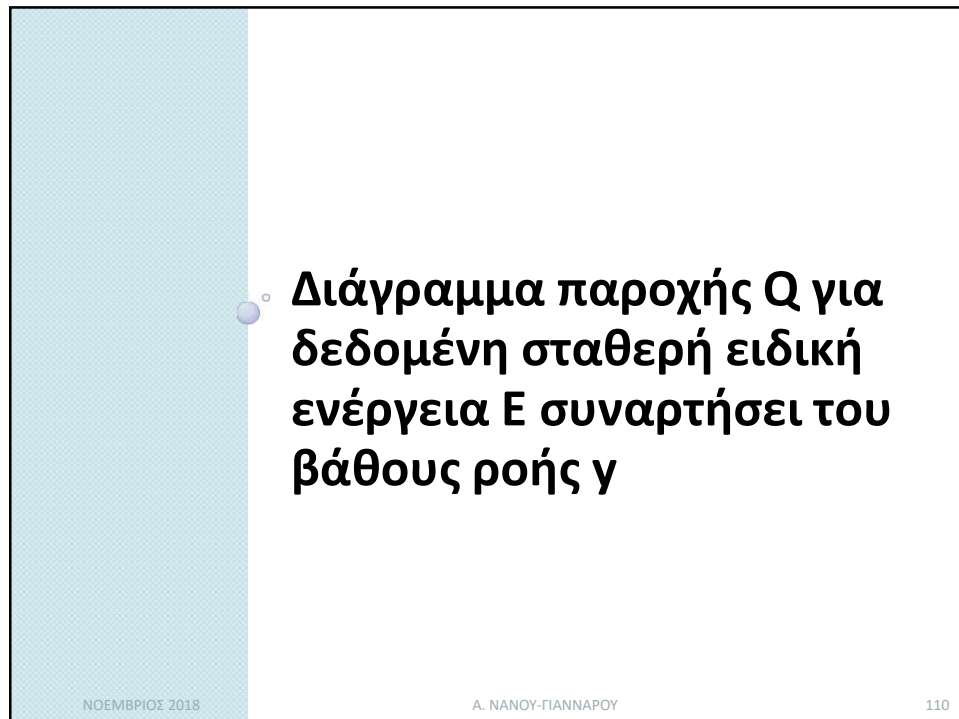 Διάγραμμα παροχής Q για
δεδομένη σταθερή ειδική
ενέργεια Ε συναρτήσει του
βάθους ροής y
ΝΟΕΜΒΡΙΟΣ 2018
Α. ΝΑΝΟΥ-ΓΙΑΝΝΑΡΟΥ
110